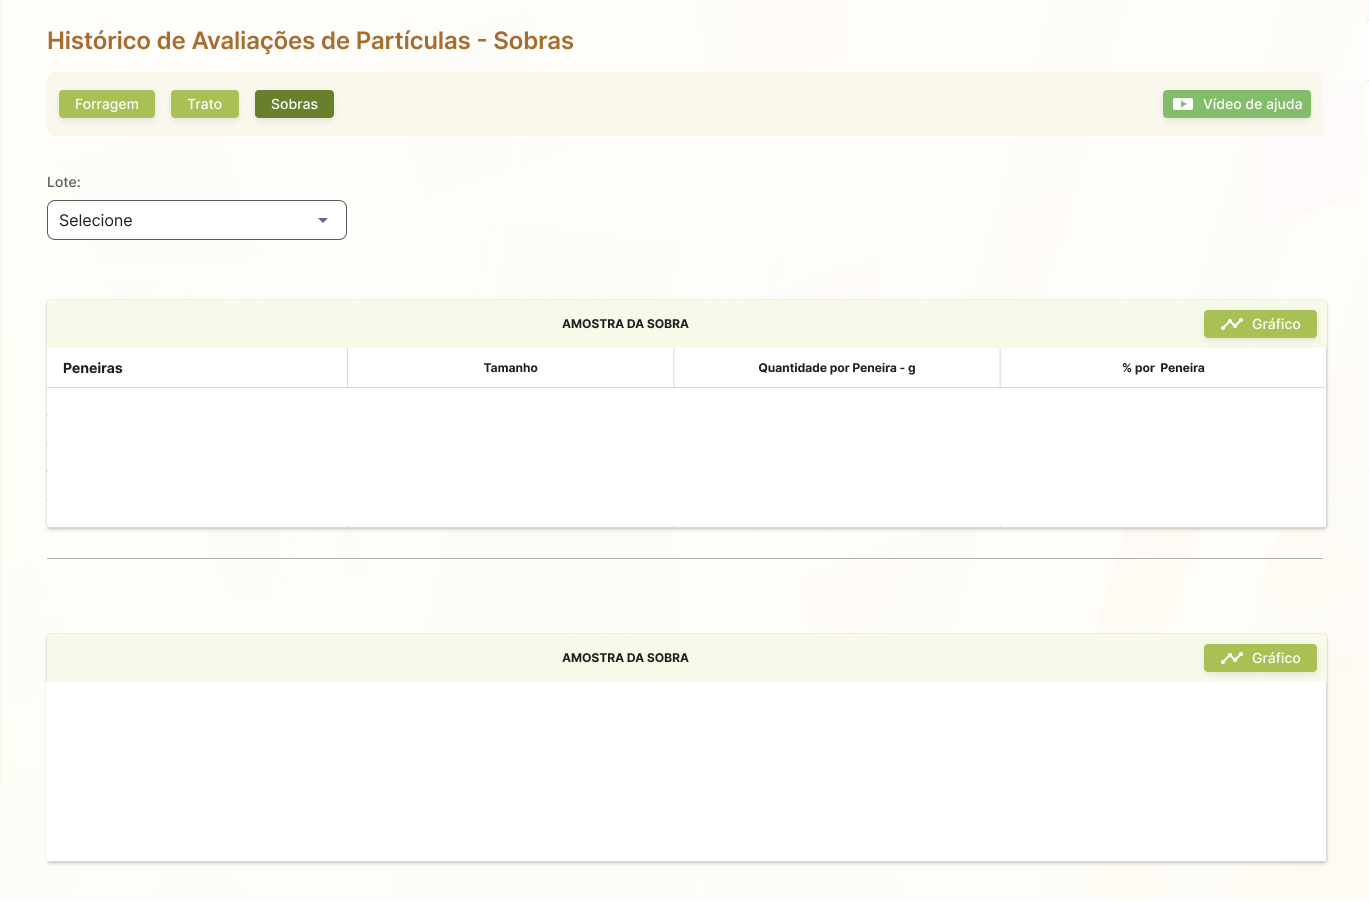 Histórico de Avaliações de Partículas - Sobras
Forragem Trato Sobras Vídeo de ajuda
Lote:
Selecione
AMOSTRA DA SOBRA Gráfico
Peneiras Tamanho Quantidade por Peneira - g % por Peneira
AMOSTRA DA SOBRA Gráfico